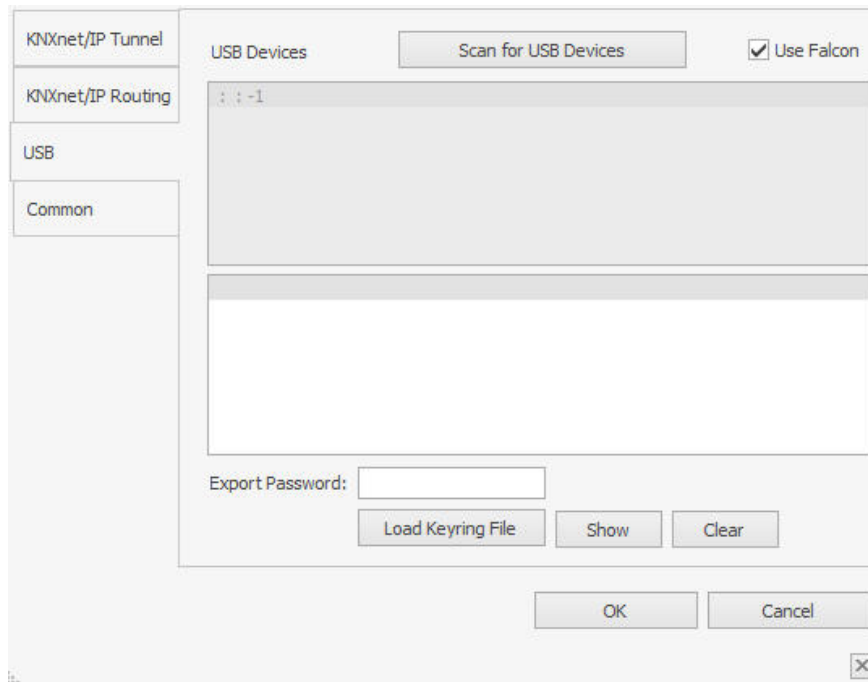 KNXnet/IP Tunnel
KNXnet/IP Routing
USB
Common
USB Devices
Scan for USB Devices
Use Falcon
: : -1
Export Password:
Load Keyring File
Show
Clear
OK
Cancel